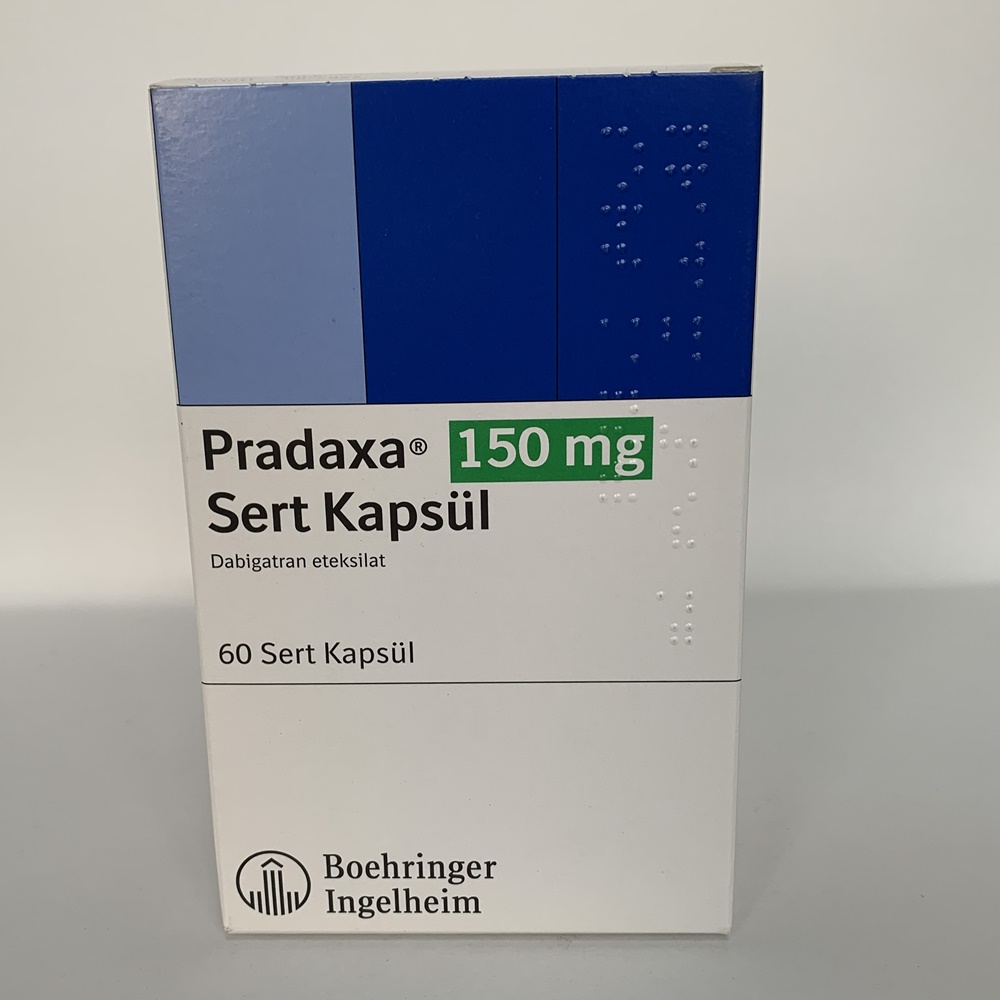 Pradaxa® 150 mg
Sert Kapsül
Dabigatran eteksilat
60 Sert Kapsül
Boehringer
Ingelheim